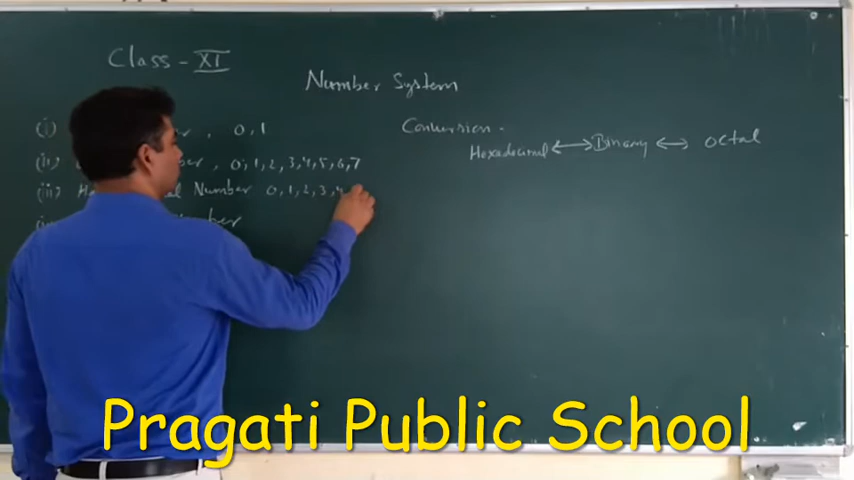 Class - XI
Number System
(i) , 0,1
(ii) , 0,1,2,3,4,5,6,7
(iii) Number 0,1,2,3,4
Conversion -
Hexadecimal ↔ Binary ↔ octal
Pragati Public School